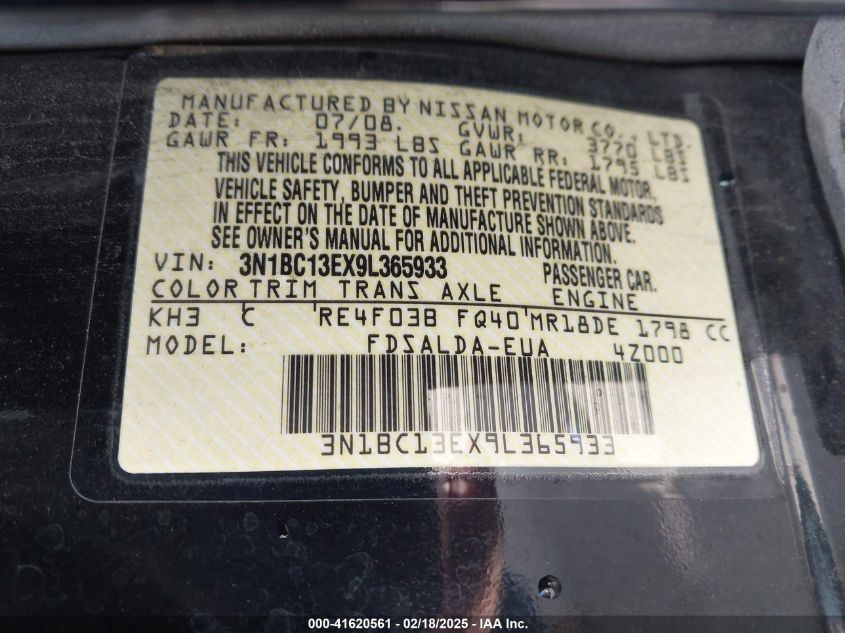 MANUFACTURED BY NISSAN MOTOR CO., LTD.
DATE: 07/08. GVWR: 3770 LBS
GAWR FR: 1993 LBS GAWR RR: 1795 LBS
THIS VEHICLE CONFORMS TO ALL APPLICABLE FEDERAL MOTOR
VEHICLE SAFETY, BUMPER AND THEFT PREVENTION STANDARDS
IN EFFECT ON THE DATE OF MANUFACTURE SHOWN ABOVE.
SEE OWNER'S MANUAL FOR ADDITIONAL INFORMATION.
VIN: 3N1BC13EX9L365933 PASSENGER CAR.
COLOR TRIM TRANS AXLE ENGINE
KH3 C RE4F03B FQ40 MR18DE 1798 CC
MODEL: FDSALDA-EUA 4Z000
3N1BC13EX9L365933
000-41620561 - 02/18/2025 - IAA Inc.